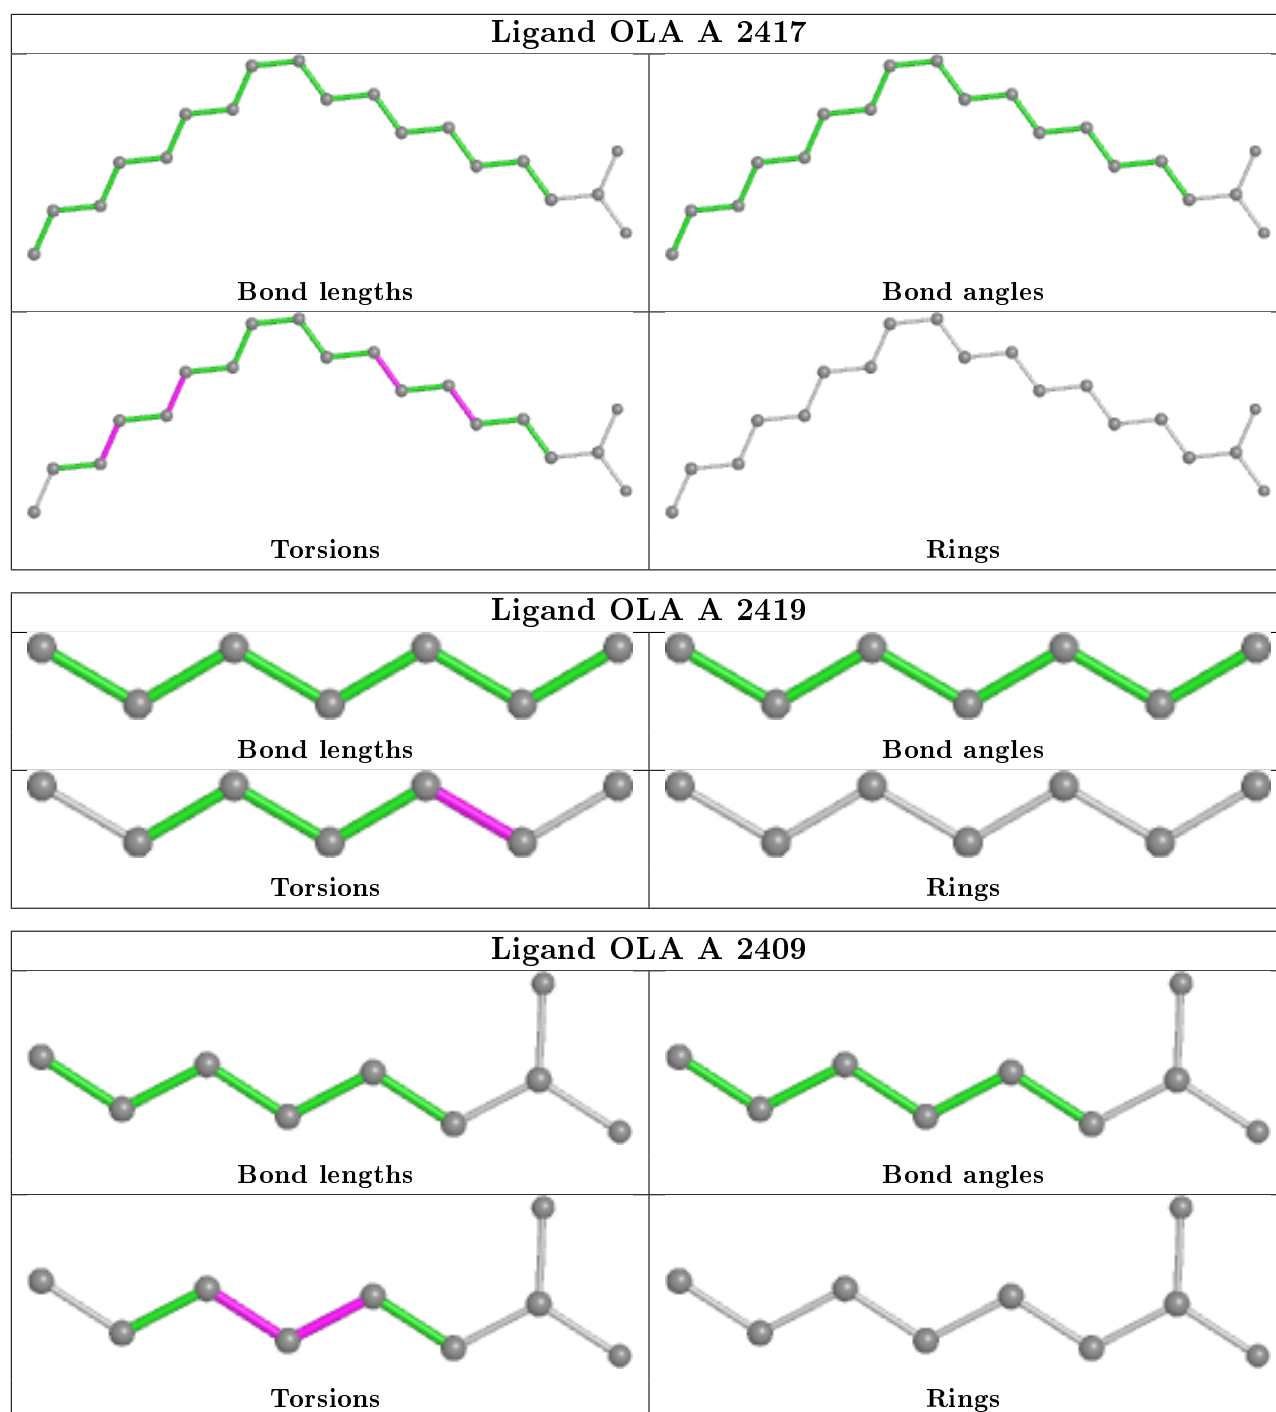 Ligand OLA A 2417
Bond lengths
Bond angles
Torsions
Rings
Ligand OLA A 2419
Bond lengths
Bond angles
Torsions
Rings
Ligand OLA A 2409
Bond lengths
Bond angles
Torsions
Rings